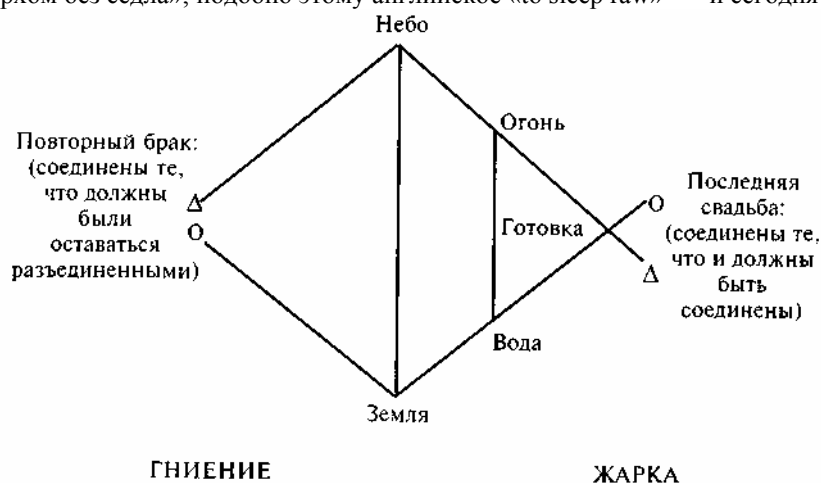 рхом без седла», подобно этому английское «to sleep raw» и сегодня
Небо
Огонь
Повторный брак:
(соединены те,
что должны
были
оставаться
разъединенными)
Δ
О
Готовка
О
Δ
Последняя
свадьба:
(соединены те,
что и должны
быть
соединены)
Вода
Земля
ГНИЕНИЕ
ЖАРКА